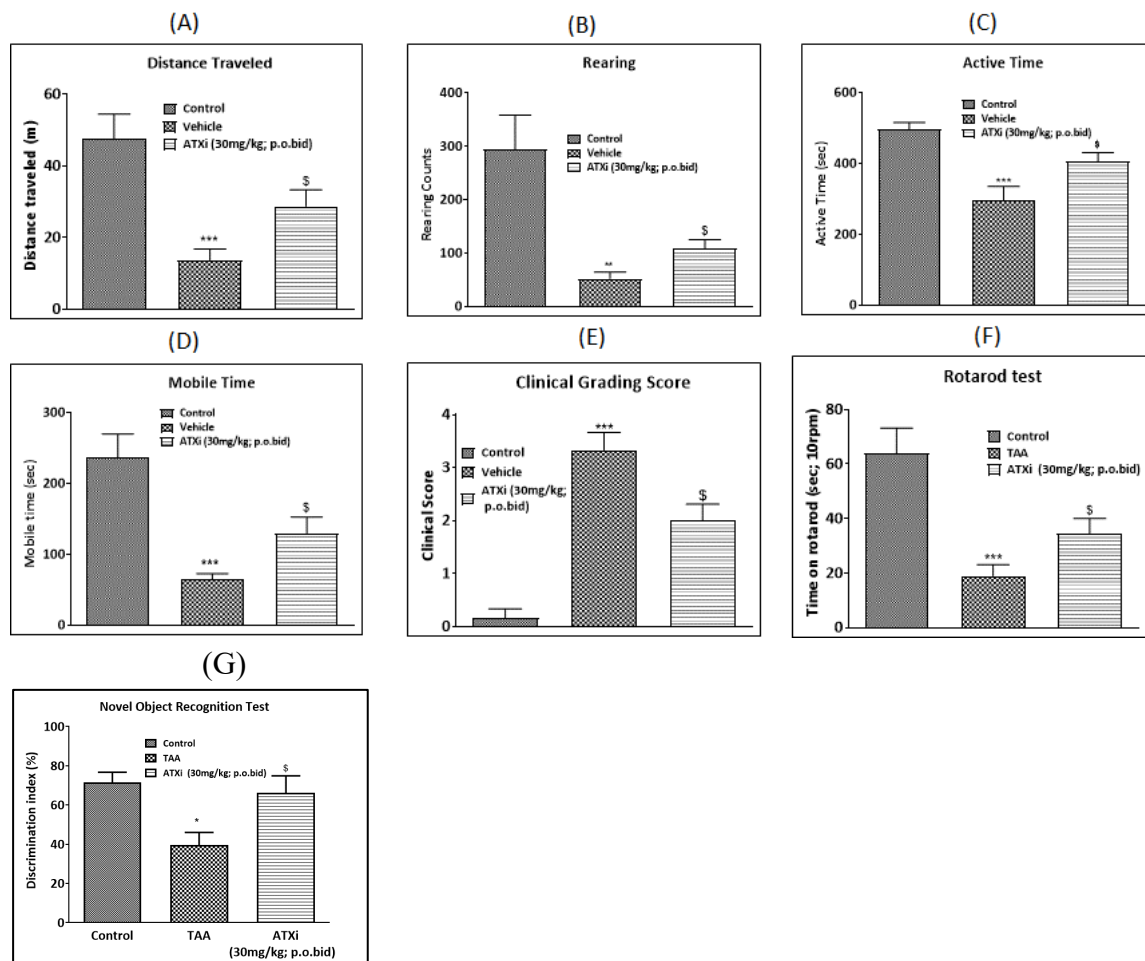 (A)
Distance Traveled
Distance traveled (m)
60
40
20
0
Control
Vehicle
ATXi (30mg/kg; p.o.bid)
***
$
(B)
Rearing
Rearing Counts
400
300
200
100
0
Control
Vehicle
ATXi (30mg/kg; p.o.bid)
**
$
(C)
Active Time
Active Time (sec)
600
400
200
0
Control
Vehicle
ATXi (30mg/kg; p.o.bid)
***
$
(D)
Mobile Time
Mobile time (sec)
300
200
100
0
Control
Vehicle
ATXi (30mg/kg; p.o.bid)
***
$
(E)
Clinical Grading Score
Clinical Score
4
3
2
1
0
Control
Vehicle
ATXi (30mg/kg;
p.o.bid)
***
$
(F)
Rotarod test
Time on rotarod (sec; 10rpm)
80
60
40
20
0
Control
TAA
ATXi (30mg/kg; p.o.bid)
***
$
(G)
Novel Object Recognition Test
Discrimination index (%)
100
80
60
40
20
0
Control
TAA
ATXi (30mg/kg; p.o.bid)
*
$
Control
TAA
ATXi
(30mg/kg; p.o.bid)